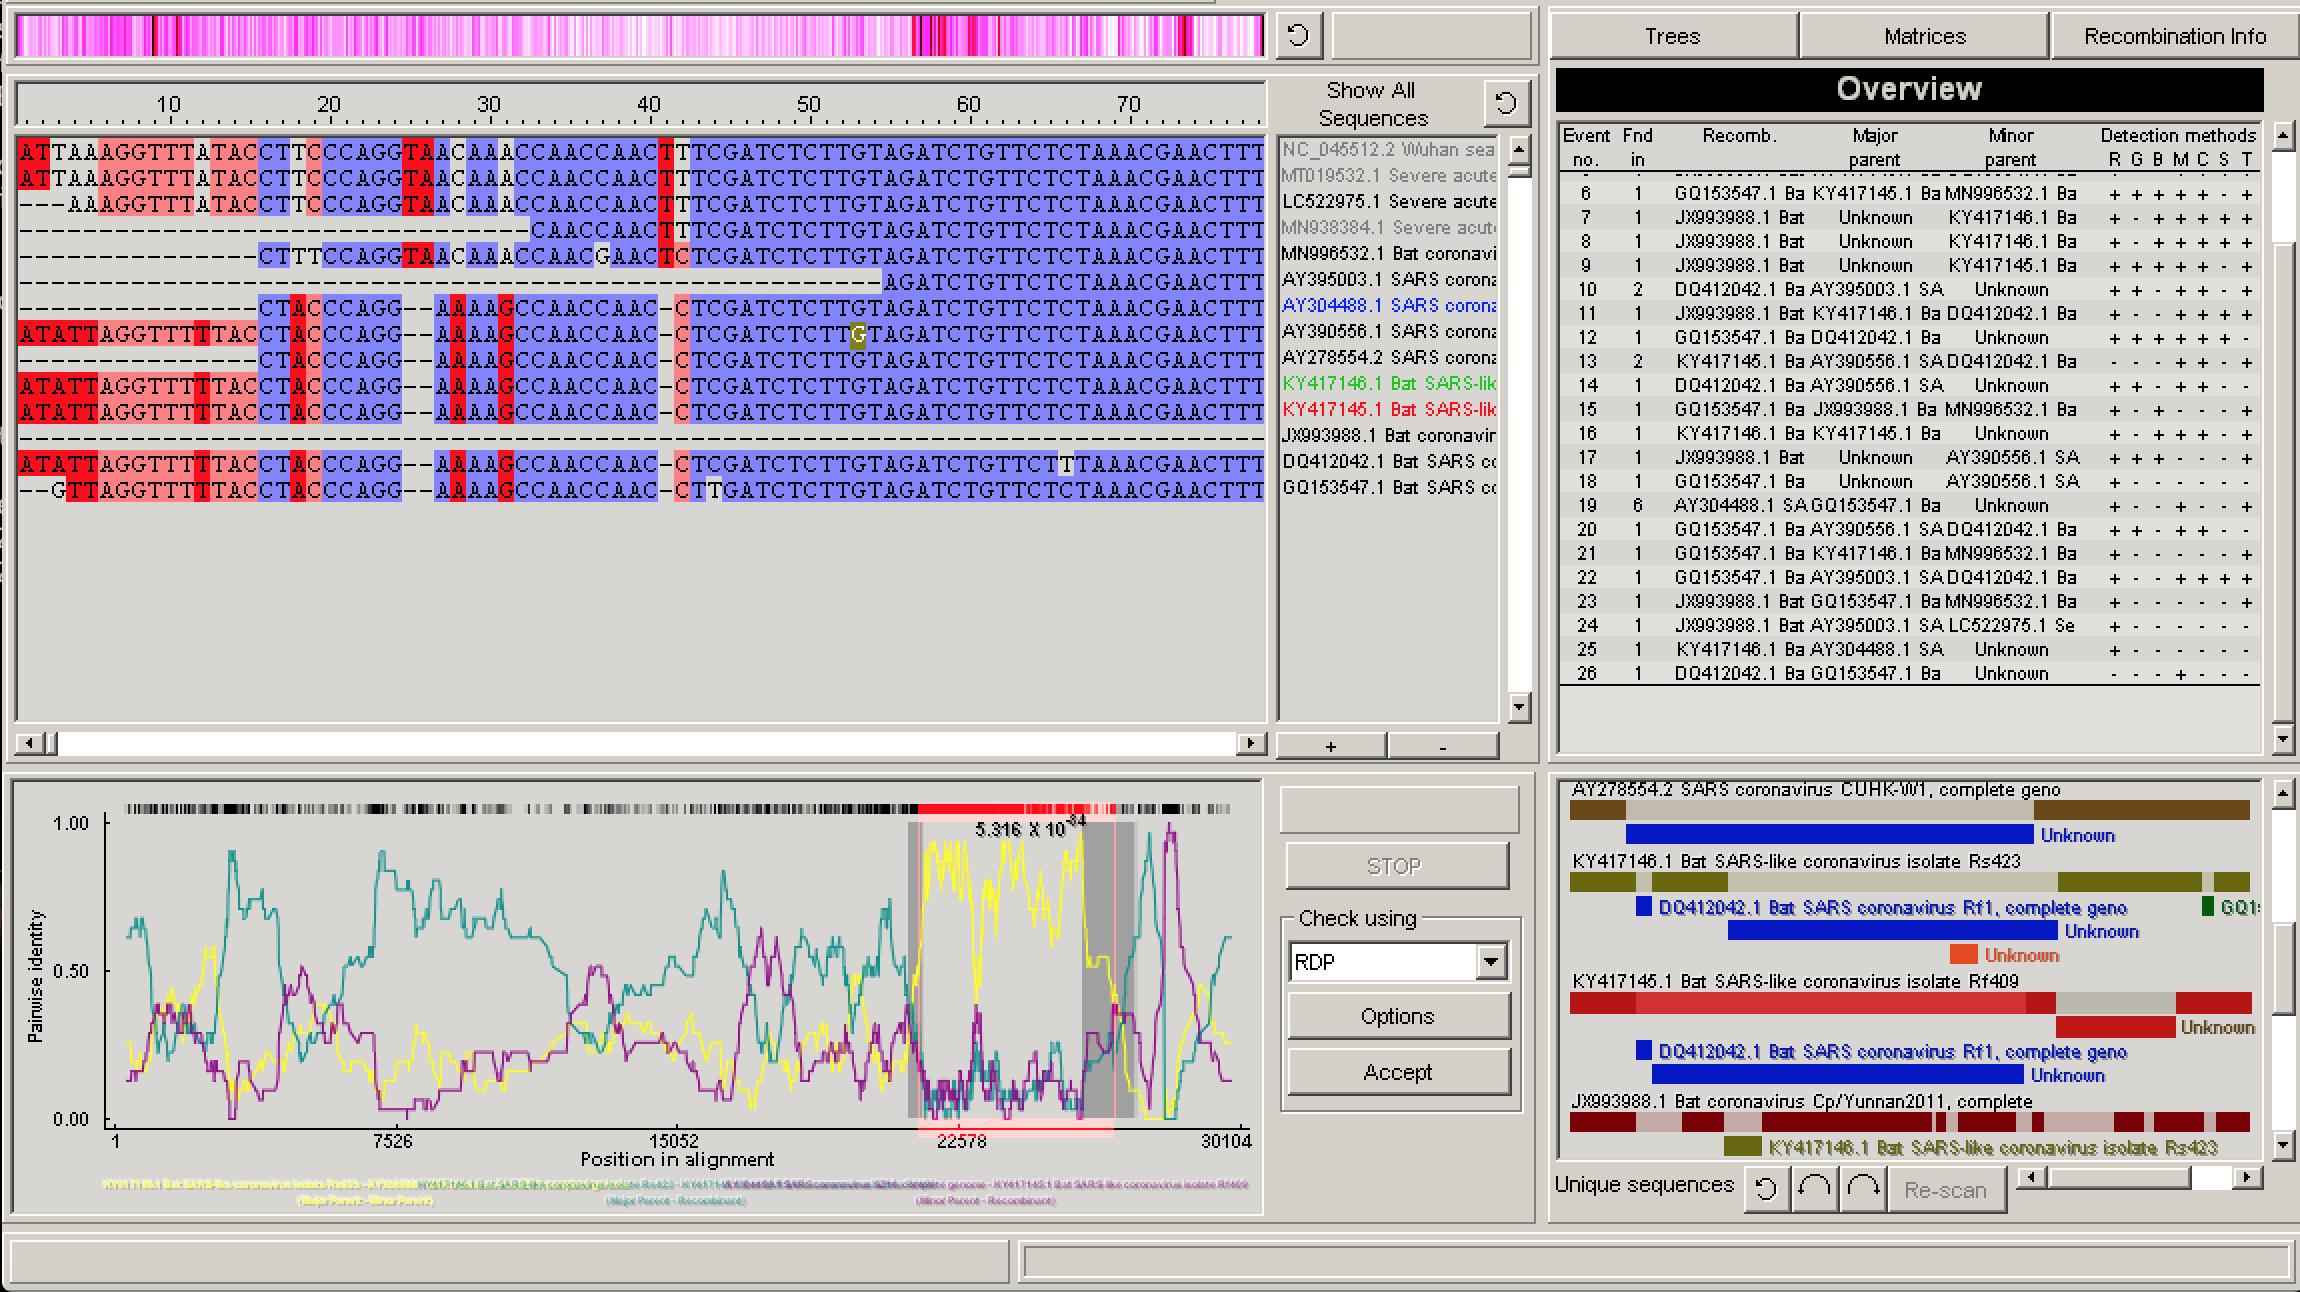 Trees
Matrices
Recombination Info
10 20 30 40 50 60 70
Show All
Sequences
ATTAAAGGTTTATACCTTCCCAGGTAACAAACCAACCAACTTTCGATCTCTTGTAGATCTGTTCTCTAAACGAACTTT
ATTAAAGGTTTATACCTTCCCAGGTAACAAACCAACCAACTTTCGATCTCTTGTAGATCTGTTCTCTAAACGAACTTT
---AAAGGTTTATACCTTCCCAGGTAACAAACCAACCAACTTTCGATCTCTTGTAGATCTGTTCTCTAAACGAACTTT
--------------------------------CAACCAACTTTCGATCTCTTGTAGATCTGTTCTCTAAACGAACTTT
---------------CTTTCCAGGTAACAAACCAACGAACTCTCGATCTCTTGTAGATCTGTTCTCTAAACGAACTTT
------------------------------------------------------AGATCTGTTCTCTAAACGAACTTT
---------------CTACCCAGG--AAAAGCCAACCAAC-CTCGATCTCTTGTAGATCTGTTCTCTAAACGAACTTT
ATATTAGGTTTTTACCTACCCAGG--AAAAGCCAACCAAC-CTCGATCTCTTGTAGATCTGTTCTCTAAACGAACTTT
---------------CTACCCAGG--AAAAGCCAACCAAC-CTCGATCTCTTGTAGATCTGTTCTCTAAACGAACTTT
ATATTAGGTTTTTACCTACCCAGG--AAAAGCCAACCAAC-CTCGATCTCTTGTAGATCTGTTCTCTAAACGAACTTT
ATATTAGGTTTTTACCTACCCAGG--AAAAGCCAACCAAC-CTCGATCTCTTGTAGATCTGTTCTCTAAACGAACTTT
------------------------------------------------------------------------------
ATATTAGGTTTTTACCTACCCAGG--AAAAGCCAACCAAC-CTCGATCTCTTGTAGATCTGTTCTTTAAACGAACTTT
--GTTAGGTTTTTACCTACCCAGG--AAAAGCCAACCAAC-CTTGATCTCTTGTAGATCTGTTCTCTAAACGAACTTT
NC_045512.2 Wuhan sea
MT019532.1 Severe acute
LC522975.1 Severe acute
MN938384.1 Severe acut
MN996532.1 Bat coronavi
AY395003.1 SARS corona
AY304488.1 SARS corona
AY390556.1 SARS corona
AY278554.2 SARS corona
KY417146.1 Bat SARS-lik
KY417145.1 Bat SARS-lik
JX993988.1 Bat coronavir
DQ412042.1 Bat SARS co
GQ153547.1 Bat SARS co
+ -
Overview
Event Fnd Recomb. Major Minor Detection methods
no. in parent parent R G B M C S T
6 1 GQ153547.1 Ba KY417145.1 Ba MN996532.1 Ba + + + + + + +
7 1 JX993988.1 Bat Unknown KY417146.1 Ba + - + + + + +
8 1 JX993988.1 Bat Unknown KY417146.1 Ba + - + + + + +
9 1 JX993988.1 Bat Unknown KY417145.1 Ba + + + + + - +
10 2 DQ412042.1 Ba AY395003.1 SA Unknown + + - + + - +
11 1 JX993988.1 Bat KY417146.1 Ba DQ412042.1 Ba + - + + + + +
12 1 GQ153547.1 Ba DQ412042.1 Ba Unknown + + + + + + -
13 2 KY417145.1 Ba AY390556.1 SA DQ412042.1 Ba - - + + - - +
14 1 DQ412042.1 Ba AY390556.1 SA Unknown + + - + + - -
15 1 GQ153547.1 Ba JX993988.1 Ba MN996532.1 Ba + - + - - - +
16 1 KY417146.1 Ba KY417145.1 Ba Unknown + - + + + - +
17 1 JX993988.1 Bat Unknown AY390556.1 SA + + + - - - +
18 1 GQ153547.1 Ba Unknown AY390556.1 SA + - - - - - -
19 6 AY304488.1 SA GQ153547.1 Ba Unknown + - - + - - +
20 1 GQ153547.1 Ba AY390556.1 SA DQ412042.1 Ba + + - + + - -
21 1 GQ153547.1 Ba KY417146.1 Ba MN996532.1 Ba + - - - - - +
22 1 GQ153547.1 Ba AY395003.1 SA DQ412042.1 Ba + - - + + + +
23 1 JX993988.1 Bat GQ153547.1 Ba MN996532.1 Ba + - - - - - +
24 1 JX993988.1 Bat AY395003.1 SA LC522975.1 Se + - - - - - -
25 1 KY417146.1 Ba AY304488.1 SA Unknown + - - - - - -
26 1 DQ412042.1 Ba GQ153547.1 Ba Unknown - - - + - - -
5.316 X 10-84
Pairwise identity
1.00
0.50
0.00
1 7526 15052 22578 30104
Position in alignment
(Major Parent - Minor Parent) (Major Parent - Recombinant) (Minor Parent - Recombinant)
STOP
Check using
RDP
Options
Accept
AY278554.2 SARS coronavirus CUHK-W1, complete geno
Unknown
KY417146.1 Bat SARS-like coronavirus isolate Rs423
DQ412042.1 Bat SARS coronavirus Rf1, complete geno GQ1
Unknown
Unknown
KY417145.1 Bat SARS-like coronavirus isolate Rf409
Unknown
DQ412042.1 Bat SARS coronavirus Rf1, complete geno
Unknown
JX993988.1 Bat coronavirus Cp/Yunnan2011, complete
KY417146.1 Bat SARS-like coronavirus isolate Rs423
Unique sequences
Re-scan